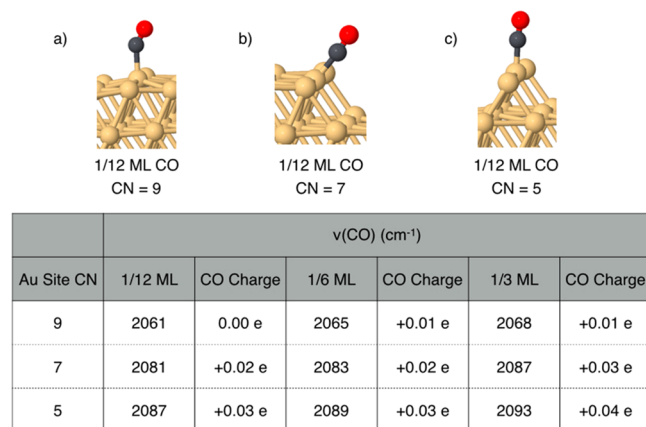 a)
b)
c)
1/12 ML CO
CN = 9
1/12 ML CO
CN = 7
1/12 ML CO
CN = 5
ν(CO) (cm⁻¹)
Au Site CN 1/12 ML CO Charge 1/6 ML CO Charge 1/3 ML CO Charge
9 2061 0.00 e 2065 +0.01 e 2068 +0.01 e
7 2081 +0.02 e 2083 +0.02 e 2087 +0.03 e
5 2087 +0.03 e 2089 +0.03 e 2093 +0.04 e